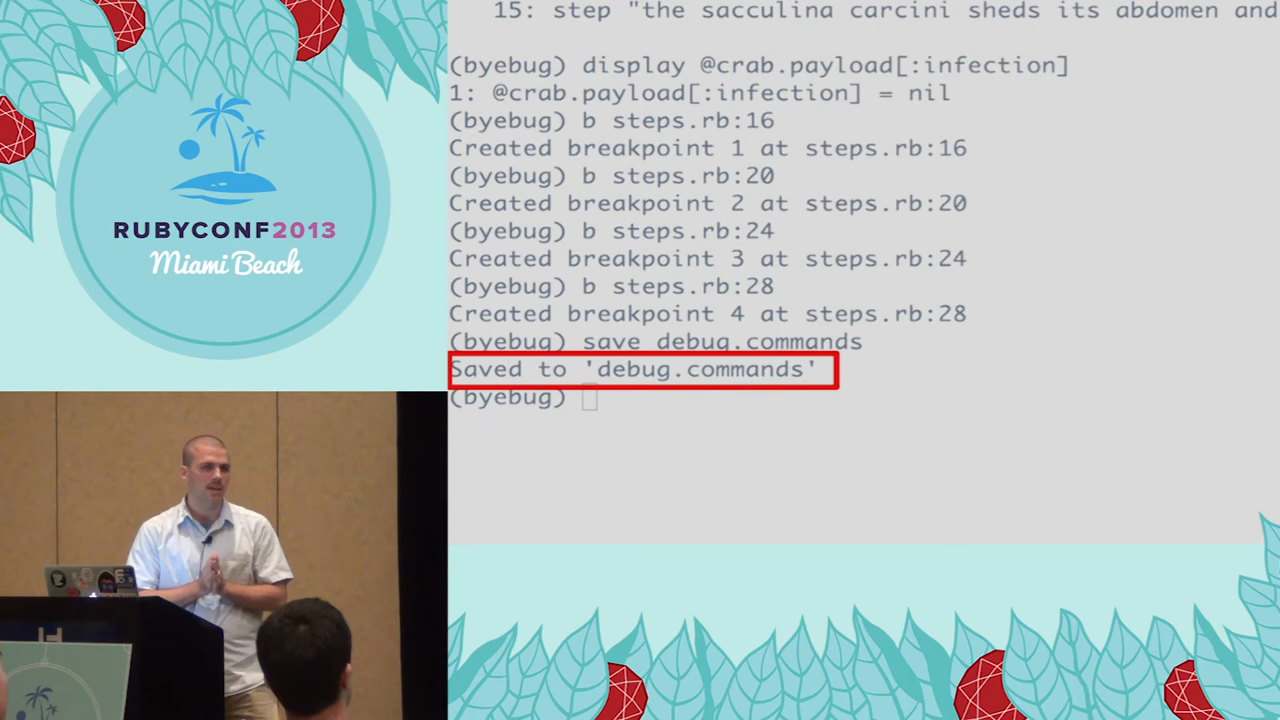 RUBYCONF2013
Miami Beach
15: step "the sacculina carcini sheds its abdomen and
(byebug) display @crab.payload[:infection]
1: @crab.payload[:infection] = nil
(byebug) b steps.rb:16
Created breakpoint 1 at steps.rb:16
(byebug) b steps.rb:20
Created breakpoint 2 at steps.rb:20
(byebug) b steps.rb:24
Created breakpoint 3 at steps.rb:24
(byebug) b steps.rb:28
Created breakpoint 4 at steps.rb:28
(byebug) save debug.commands
Saved to 'debug.commands'
(byebug)